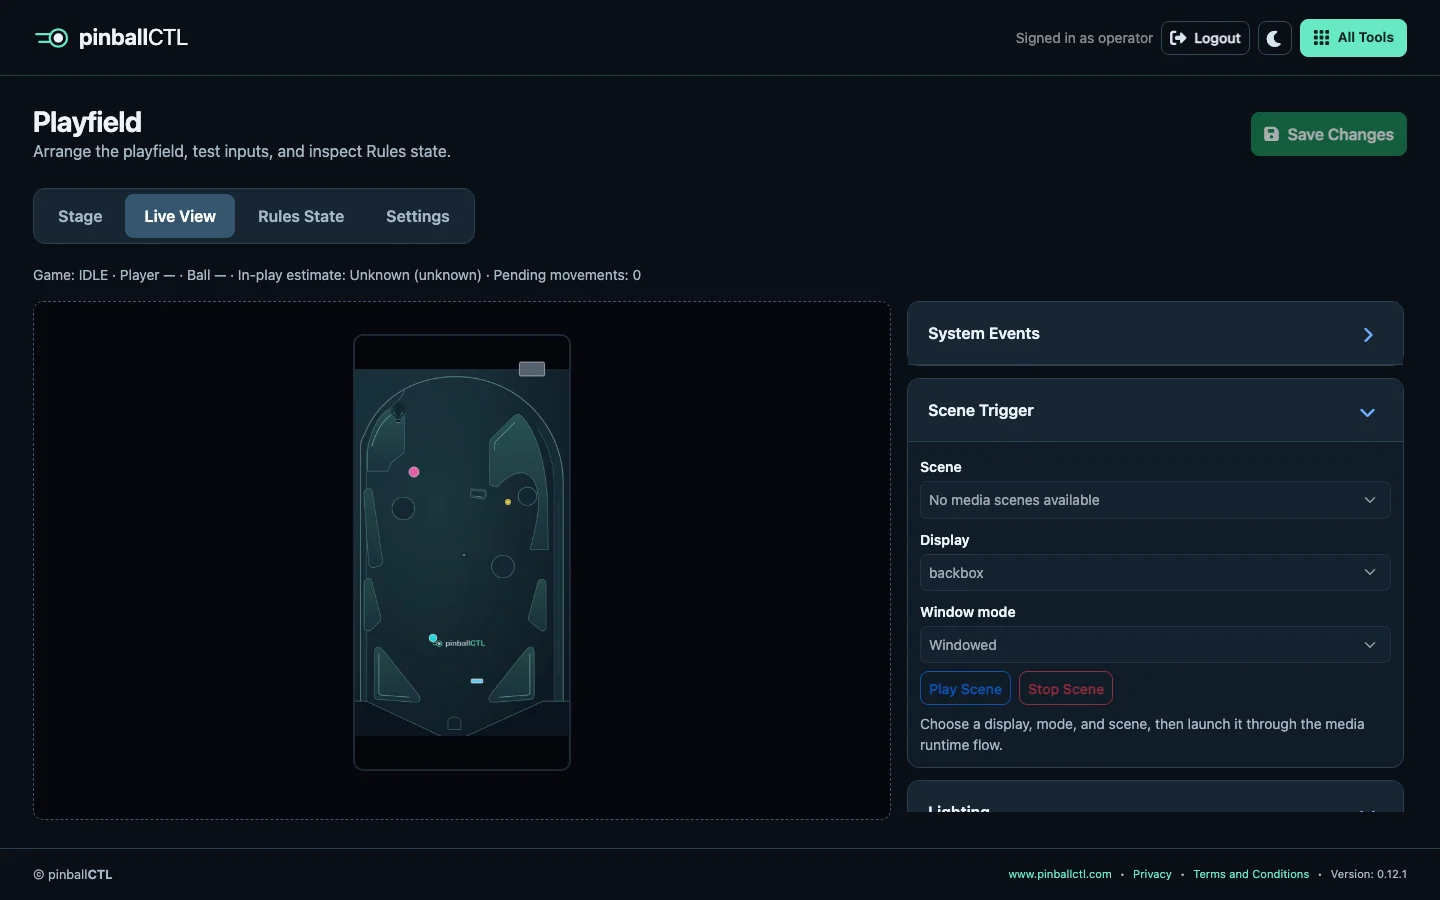 pinballCTL
Signed in as operator
Logout
All Tools
Playfield
Arrange the playfield, test inputs, and inspect Rules state.
Save Changes
Stage
Live View
Rules State
Settings
Game: IDLE · Player — · Ball — · In-play estimate: Unknown (unknown) · Pending movements: 0
pinballCTL
System Events
Scene Trigger
Scene
No media scenes available
Display
backbox
Window mode
Windowed
Play Scene
Stop Scene
Choose a display, mode, and scene, then launch it through the media
runtime flow.
Lighting
© pinballCTL
www.pinballctl.com • Privacy • Terms and Conditions • Version: 0.12.1